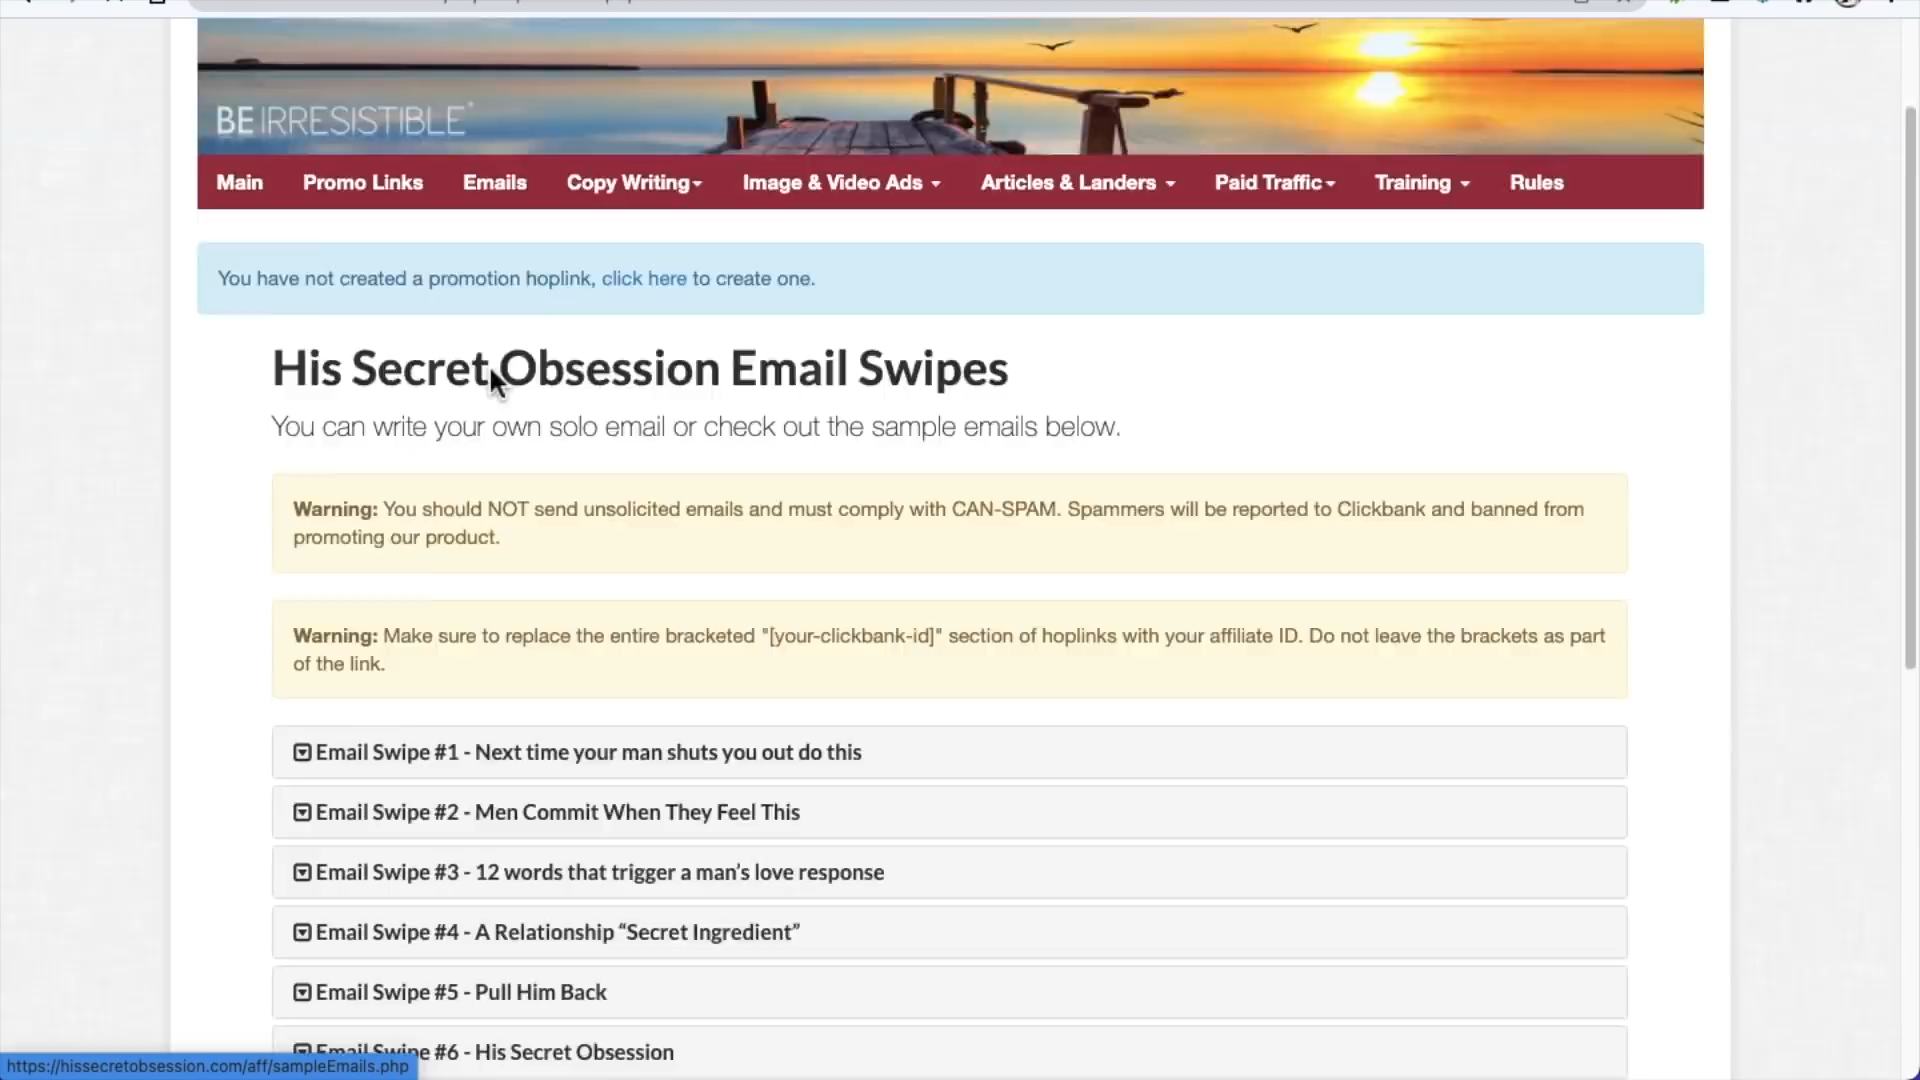 BE IRRESISTIBLE
Main Promo Links Emails Copy Writing Image & Video Ads Articles & Landers Paid Traffic Training Rules
You have not created a promotion hoplink, click here to create one.
His Secret Obsession Email Swipes
You can write your own solo email or check out the sample emails below.
Warning: You should NOT send unsolicited emails and must comply with CAN-SPAM. Spammers will be reported to Clickbank and banned from
promoting our product.
Warning: Make sure to replace the entire bracketed "[your-clickbank-id]" section of hoplinks with your affiliate ID. Do not leave the brackets as part
of the link.
Email Swipe #1 - Next time your man shuts you out do this
Email Swipe #2 - Men Commit When They Feel This
Email Swipe #3 - 12 words that trigger a man’s love response
Email Swipe #4 - A Relationship “Secret Ingredient”
Email Swipe #5 - Pull Him Back
Email Swipe #6 - His Secret Obsession
https://hissecretobsession.com/aff/sampleEmails.php